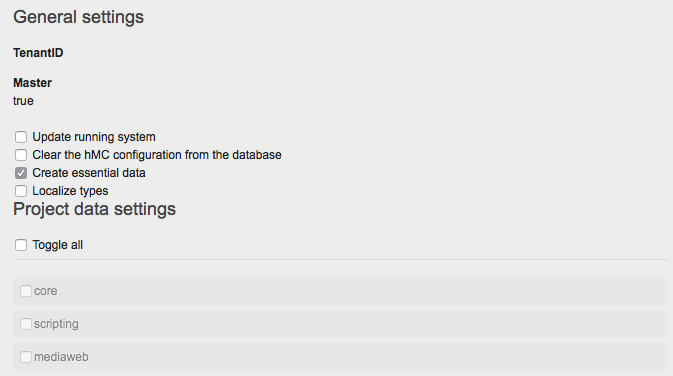 General settings
TenantID
Master
true
Update running system
Clear the hMC configuration from the database
Create essential data
Localize types
Project data settings
Toggle all
core
scripting
mediaweb